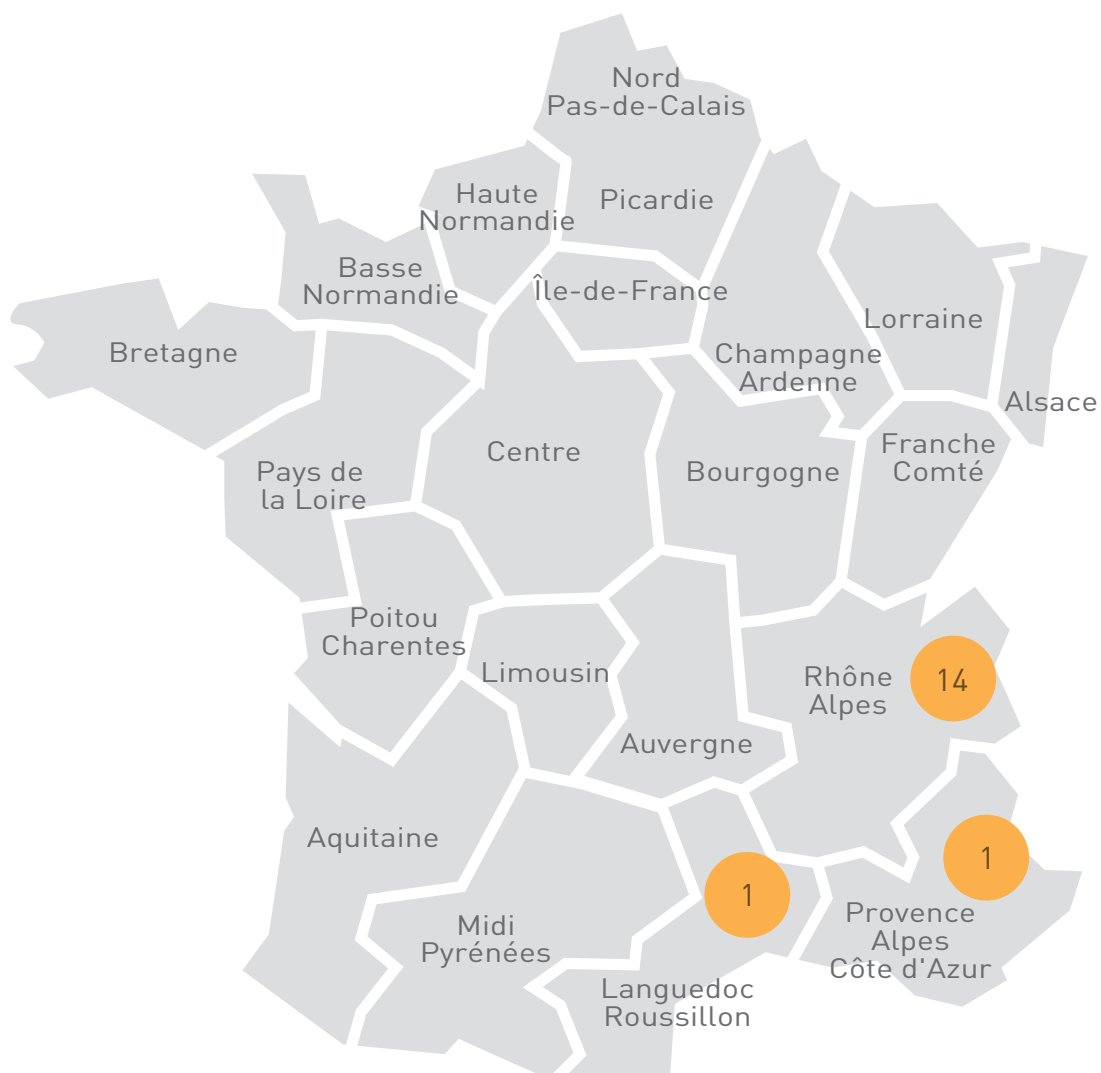 Nord
Pas-de-Calais
Haute
Normandie
Picardie
Basse
Normandie
Île-de-France
Lorraine
Bretagne
Champagne
Ardenne
Alsace
Franche
Comté
Centre
Bourgogne
Pays de
la Loire
Poitou
Charentes
Limousin
Rhône
Alpes
14
Auvergne
Aquitaine
1
1
Provence
Alpes
Côte d'Azur
Midi
Pyrénées
Languedoc
Roussillon